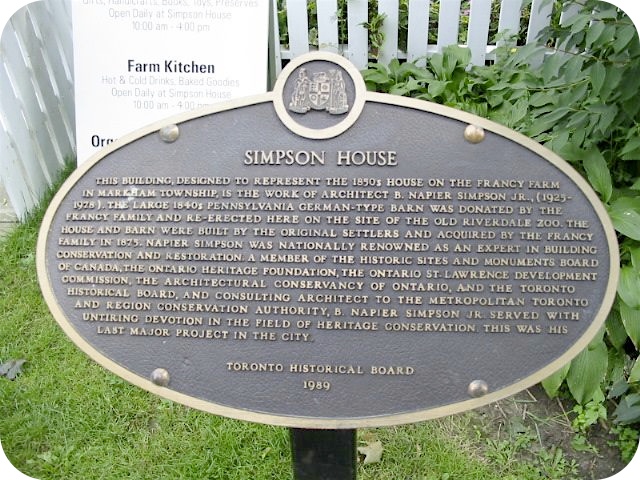 Gifts, Handicrafts, Books, Toys, Preserves
Open Daily at Simpson House
10:00 am - 4:00 pm
Farm Kitchen
Hot & Cold Drinks, Baked Goodies
Open Daily at Simpson House
10:00 am - 4:00 pm
SIMPSON HOUSE
THIS BUILDING, DESIGNED TO REPRESENT THE 1850s HOUSE ON THE FRANCY FARM
IN MARKHAM TOWNSHIP, IS THE WORK OF ARCHITECT B. NAPIER SIMPSON JR., (1925-
1978). THE LARGE 1840s PENNSYLVANIA GERMAN-TYPE BARN WAS DONATED BY THE
FRANCY FAMILY AND RE-ERECTED HERE ON THE SITE OF THE OLD RIVERDALE ZOO. THE
HOUSE AND BARN WERE BUILT BY THE ORIGINAL SETTLERS AND ACQUIRED BY THE FRANCY
FAMILY IN 1875. NAPIER SIMPSON WAS NATIONALLY RENOWNED AS AN EXPERT IN BUILDING
CONSERVATION AND RESTORATION. A MEMBER OF THE HISTORIC SITES AND MONUMENTS BOARD
OF CANADA, THE ONTARIO HERITAGE FOUNDATION, THE ONTARIO ST. LAWRENCE DEVELOPMENT
COMMISSION, THE ARCHITECTURAL CONSERVANCY OF ONTARIO, AND THE TORONTO
HISTORICAL BOARD, AND CONSULTING ARCHITECT TO THE METROPOLITAN TORONTO
AND REGION CONSERVATION AUTHORITY, B. NAPIER SIMPSON JR. SERVED WITH
UNTIRING DEVOTION IN THE FIELD OF HERITAGE CONSERVATION. THIS WAS HIS
LAST MAJOR PROJECT IN THE CITY.
TORONTO HISTORICAL BOARD
1989